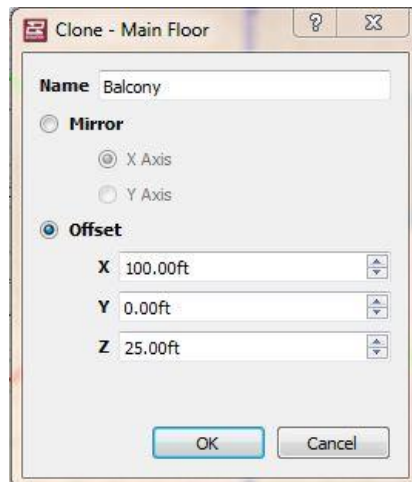 Clone - Main Floor
Name Balcony
Mirror
X Axis
Y Axis
Offset
X 100.00ft
Y 0.00ft
Z 25.00ft
OK Cancel